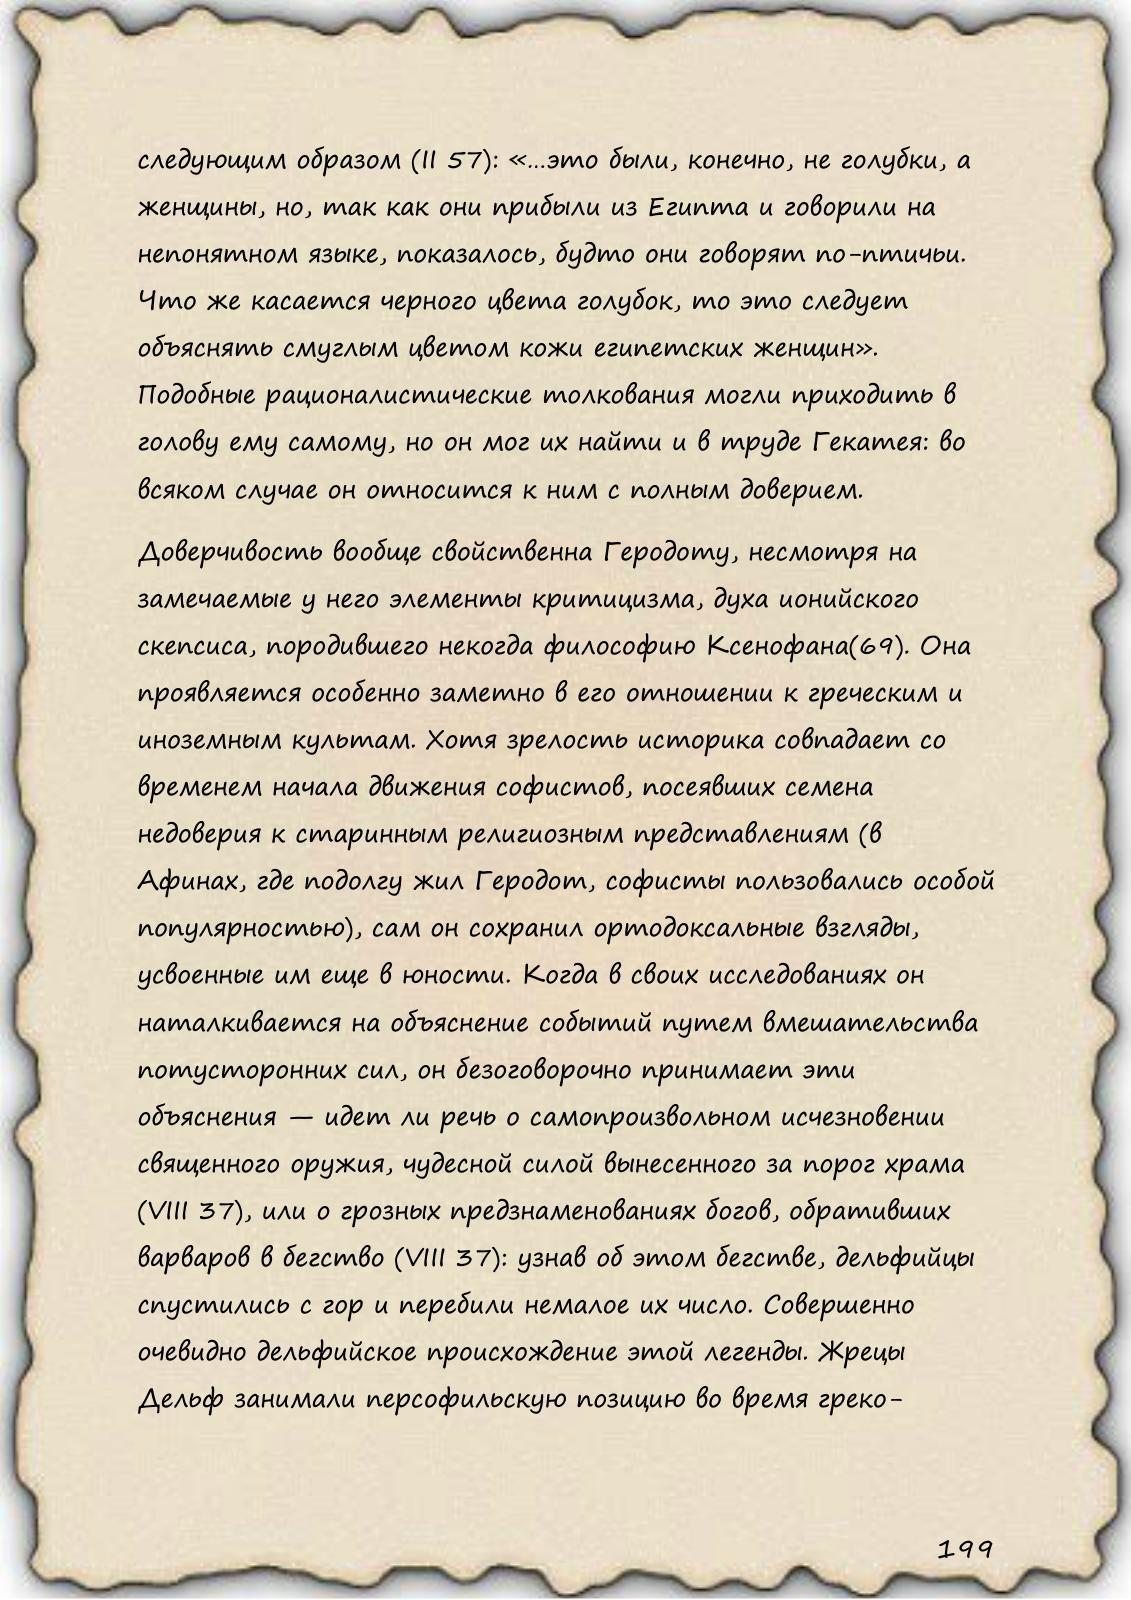 следующим образом (II 57): «...это были, конечно, не голубки, а
женщины, но, так как они прибыли из Египта и говорили на
непонятном языке, показалось, будто они говорят по-птичьи.
Что же касается черного цвета голубок, то это следует
объяснять смуглым цветом кожи египетских женщин».
Подобные рационалистические толкования могли приходить в
голову ему самому, но он мог их найти и в труде Гекатея: во
всяком случае он относится к ним с полным доверием.
Доверчивость вообще свойственна Геродоту, несмотря на
замечаемые у него элементы критицизма, духа ионийского
скепсиса, породившего некогда философию Ксенофана(69). Она
проявляется особенно заметно в его отношении к греческим и
иноземным культам. Хотя зрелость историка совпадает со
временем начала движения софистов, посеявших семена
недоверия к старинным религиозным представлениям (в
Афинах, где подолгу жил Геродот, софисты пользовались особой
популярностью), сам он сохранил ортодоксальные взгляды,
усвоенные им еще в юности. Когда в своих исследованиях он
наталкивается на объяснение событий путем вмешательства
потусторонних сил, он безоговорочно принимает эти
объяснения — идет ли речь о самопроизвольном исчезновении
священного оружия, чудесной силой вынесенного за порог храма
(VIII 37), или о грозных предзнаменованиях богов, обративших
варваров в бегство (VIII 37): узнав об этом бегстве, дельфийцы
спустились с гор и перебили немалое их число. Совершенно
очевидно дельфийское происхождение этой легенды. Жрецы
Дельф занимали персофильскую позицию во время греко-
199